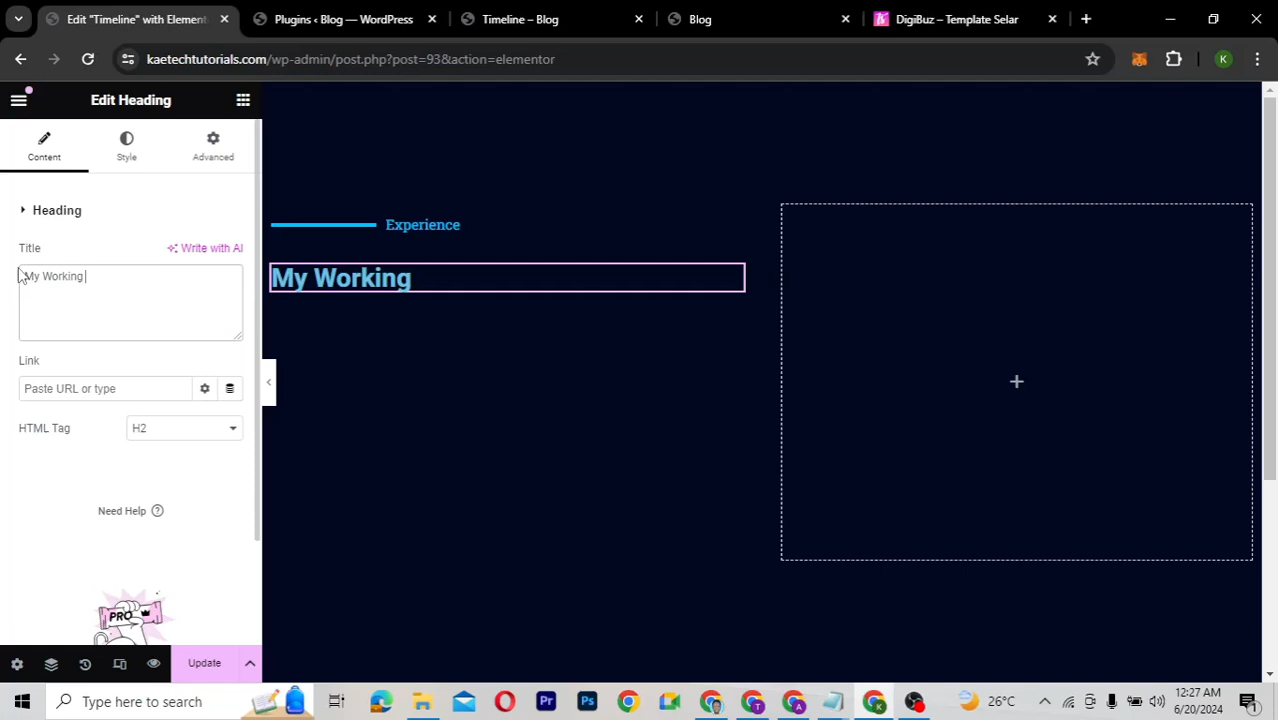 Edit "Timeline" with Element
Plugins ‹ Blog — WordPress
Timeline – Blog
Blog
DigiBuz – Template Selar
kaetechtutorials.com/wp-admin/post.php?post=93&action=elementor
K
Edit Heading
Content
Style
Advanced
Heading
Title
Write with AI
My Working
Link
Paste URL or type
HTML Tag
H2
Need Help
PRO
Update
Experience
My Working
Type here to search
26°C
12:27 AM
6/20/2024